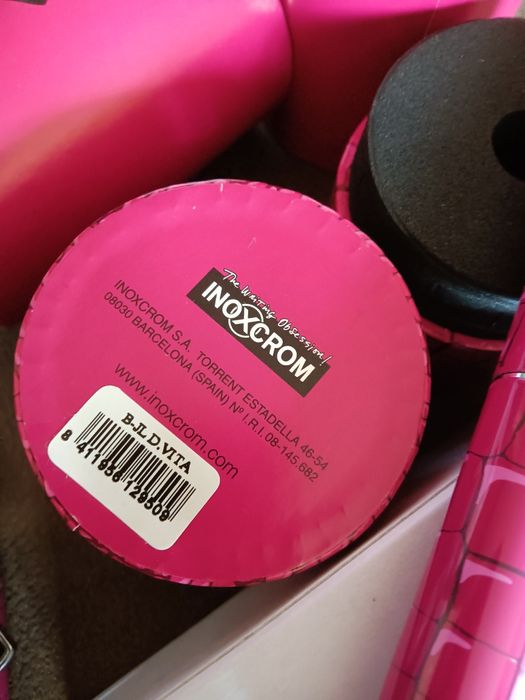 The Writing Obsession!
INOXCROM
INOXCROM S.A. TORRENT ESTADELLA 46-54
08030 BARCELONA (SPAIN) Nº I.R.I. 08-145.682
www.inoxcrom.com
B-JL D.VITA
8 411956 129509